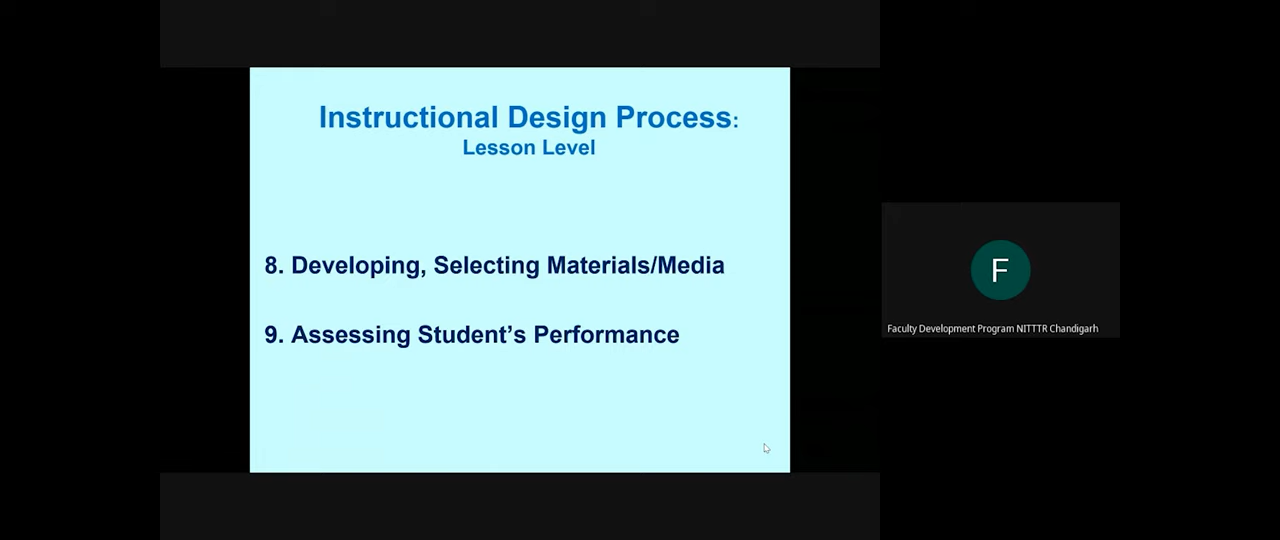 Instructional Design Process:
Lesson Level
8. Developing, Selecting Materials/Media
9. Assessing Student's Performance
F
Faculty Development Program NITTTR Chandigarh